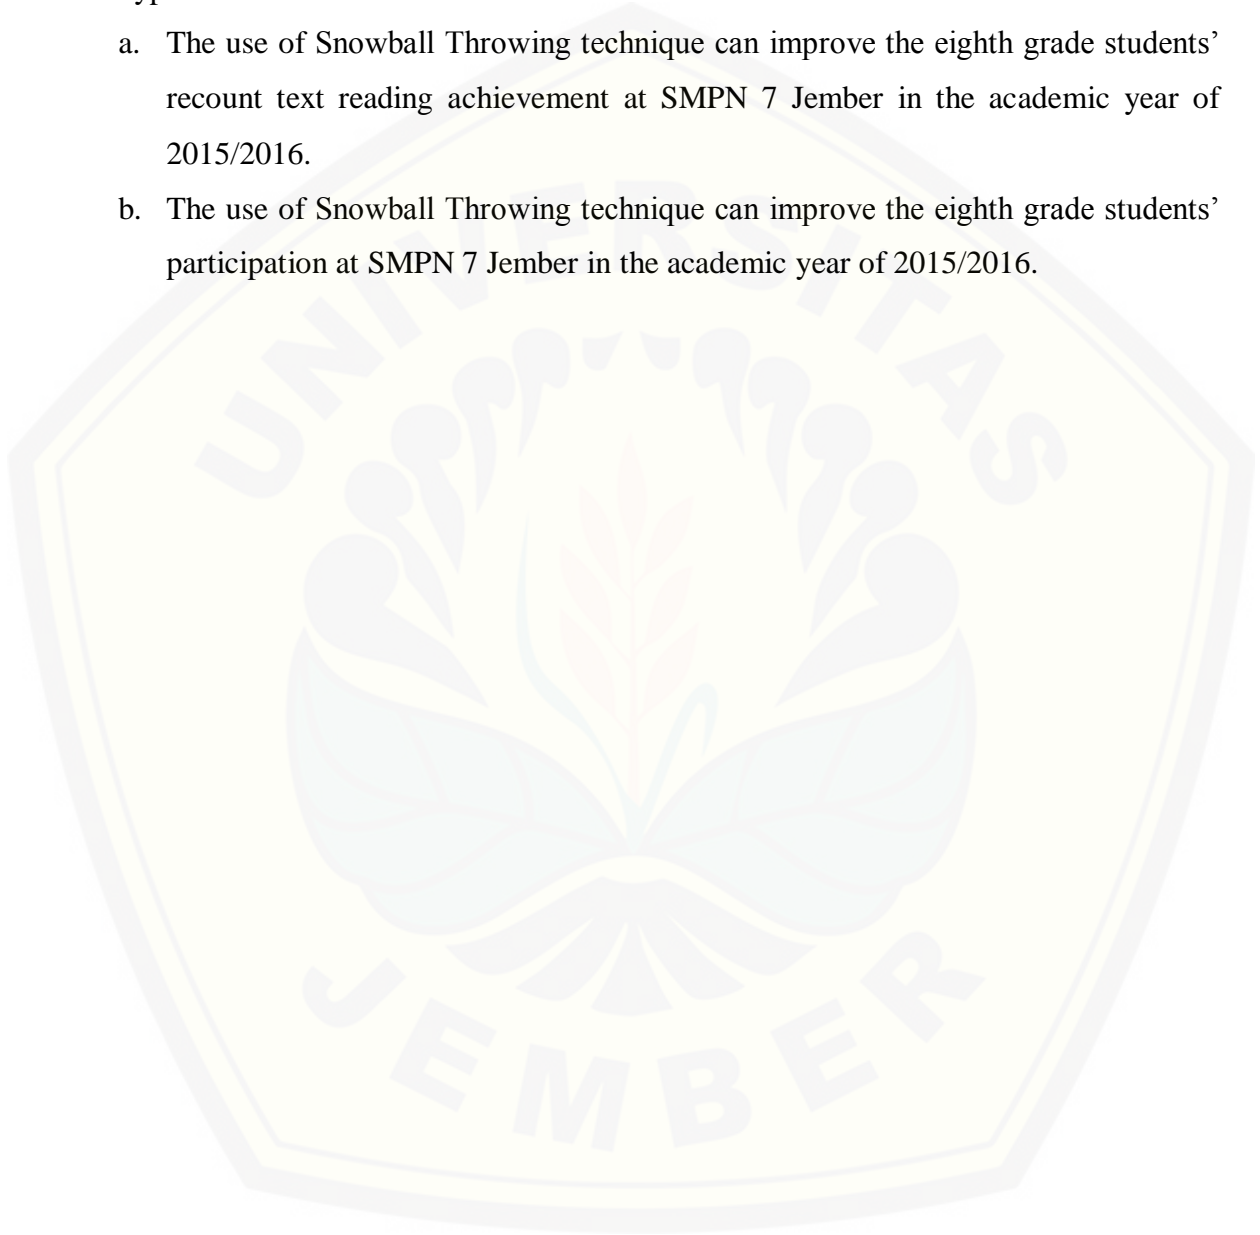 a. The use of Snowball Throwing technique can improve the eighth grade students’
recount text reading achievement at SMPN 7 Jember in the academic year of
2015/2016.
b. The use of Snowball Throwing technique can improve the eighth grade students’
participation at SMPN 7 Jember in the academic year of 2015/2016.
UNIVERSITAS
JEMBER